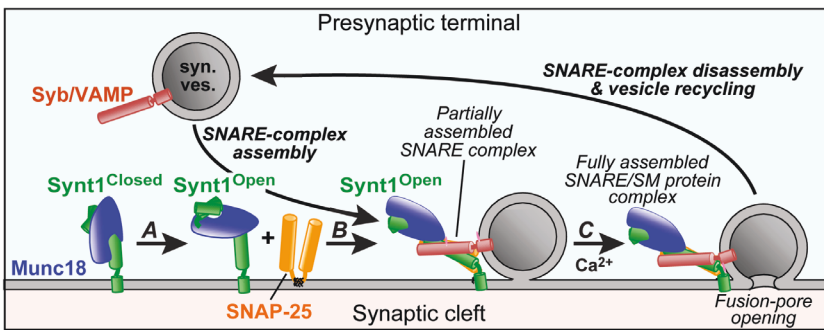 Presynaptic terminal
syn.
ves.
Syb/VAMP
SNARE-complex disassembly
& vesicle recycling
SNARE-complex
assembly
Partially
assembled
SNARE complex
Fully assembled
SNARE/SM protein
complex
Synt1Closed
Synt1Open
Synt1Open
A
+
B
C
Ca2+
Munc18
SNAP-25
Synaptic cleft
Fusion-pore
opening